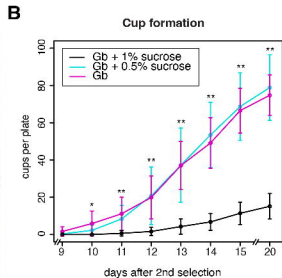 B
Cup formation
Gb + 1% sucrose
Gb + 0.5% sucrose
Gb
cups per plate
100
80
60
40
20
0
* ** ** ** ** ** **
9 10 11 12 13 14 15 20
days after 2nd selection